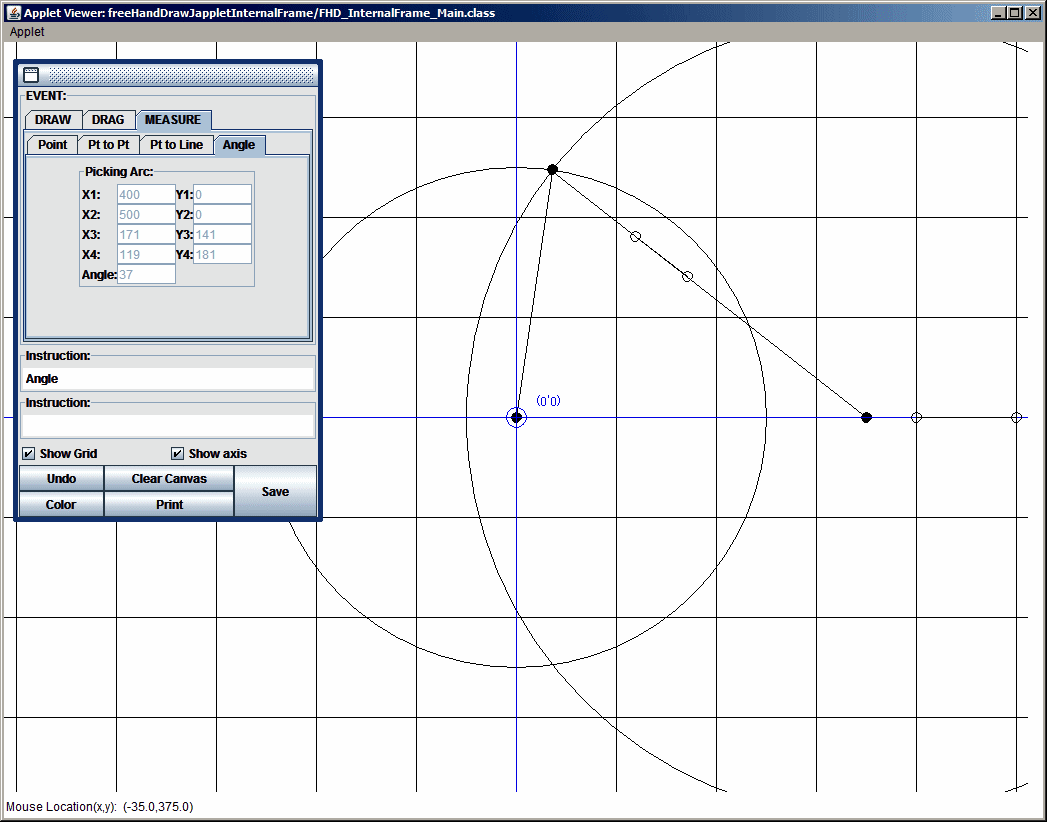 Applet Viewer: freeHandDrawJappletInternalFrame/FHD_InternalFrame_Main.class
Applet
EVENT:
DRAW DRAG MEASURE
Point Pt to Pt Pt to Line Angle
Picking Arc:
X1: 400 Y1: 0
X2: 500 Y2: 0
X3: 171 Y3: 141
X4: 119 Y4: 181
Angle: 37
Instruction:
Angle
Instruction:
Show Grid Show axis
Undo Clear Canvas Save
Color Print
(0'0)
Mouse Location(x,y): (-35.0,375.0)